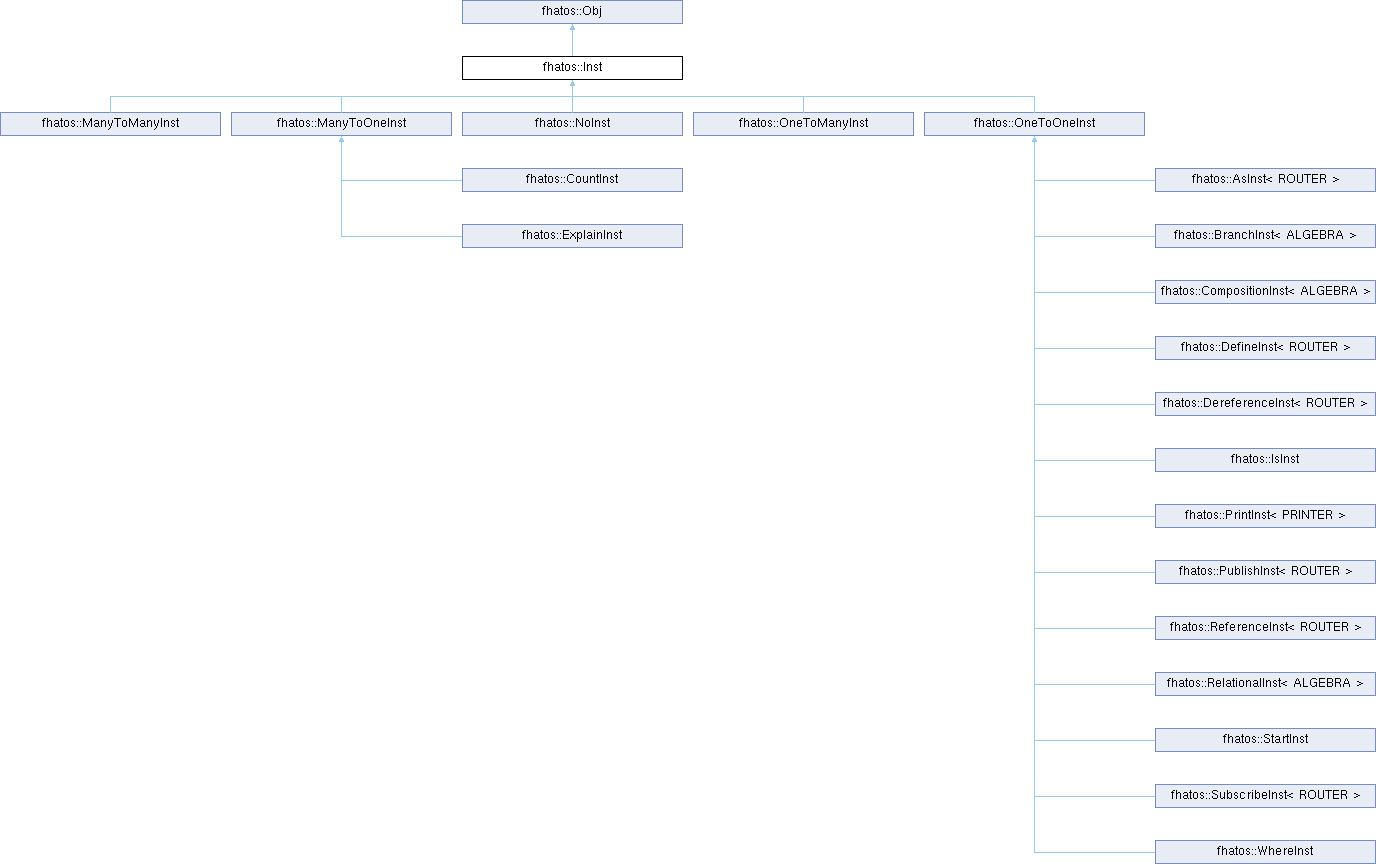 fhatos::Obj
fhatos::Inst
fhatos::ManyToManyInst
fhatos::ManyToOneInst
fhatos::NoInst
fhatos::OneToManyInst
fhatos::OneToOneInst
fhatos::CountInst
fhatos::AsInst< ROUTER >
fhatos::ExplainInst
fhatos::BranchInst< ALGEBRA >
fhatos::CompositionInst< ALGEBRA >
fhatos::DefineInst< ROUTER >
fhatos::DereferenceInst< ROUTER >
fhatos::IsInst
fhatos::PrintInst< PRINTER >
fhatos::PublishInst< ROUTER >
fhatos::ReferenceInst< ROUTER >
fhatos::RelationalInst< ALGEBRA >
fhatos::StartInst
fhatos::SubscribeInst< ROUTER >
fhatos::WhereInst